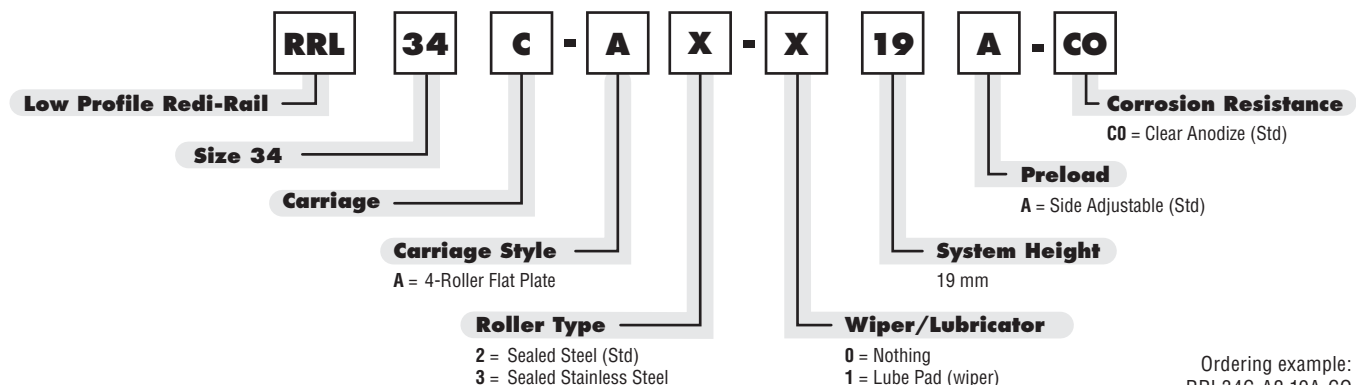 RRL 34 C - A X - X 19 A - CO
Low Profile Redi-Rail
Corrosion Resistance
CO = Clear Anodize (Std)
Size 34
Preload
A = Side Adjustable (Std)
Carriage
Carriage Style
A = 4-Roller Flat Plate
System Height
19 mm
Roller Type
2 = Sealed Steel (Std)
3 = Sealed Stainless Steel
Wiper/Lubricator
0 = Nothing
1 = Lube Pad (wiper)
Ordering example: